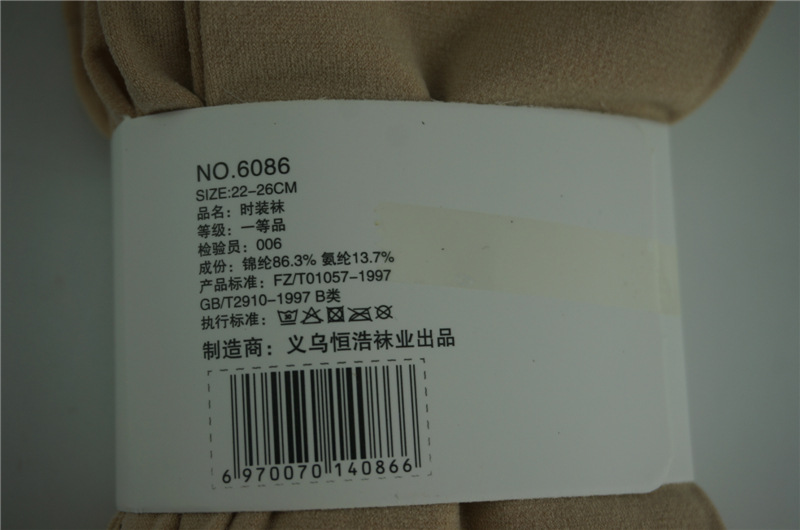 NO.6086
SIZE:22-26CM
品名：时装袜
等级：一等品
检验员：006
成份：锦纶86.3% 氨纶13.7%
产品标准：FZ/T01057-1997
GB/T2910-1997 B类
执行标准：
制造商：义乌恒浩袜业出品
6 970070 140866